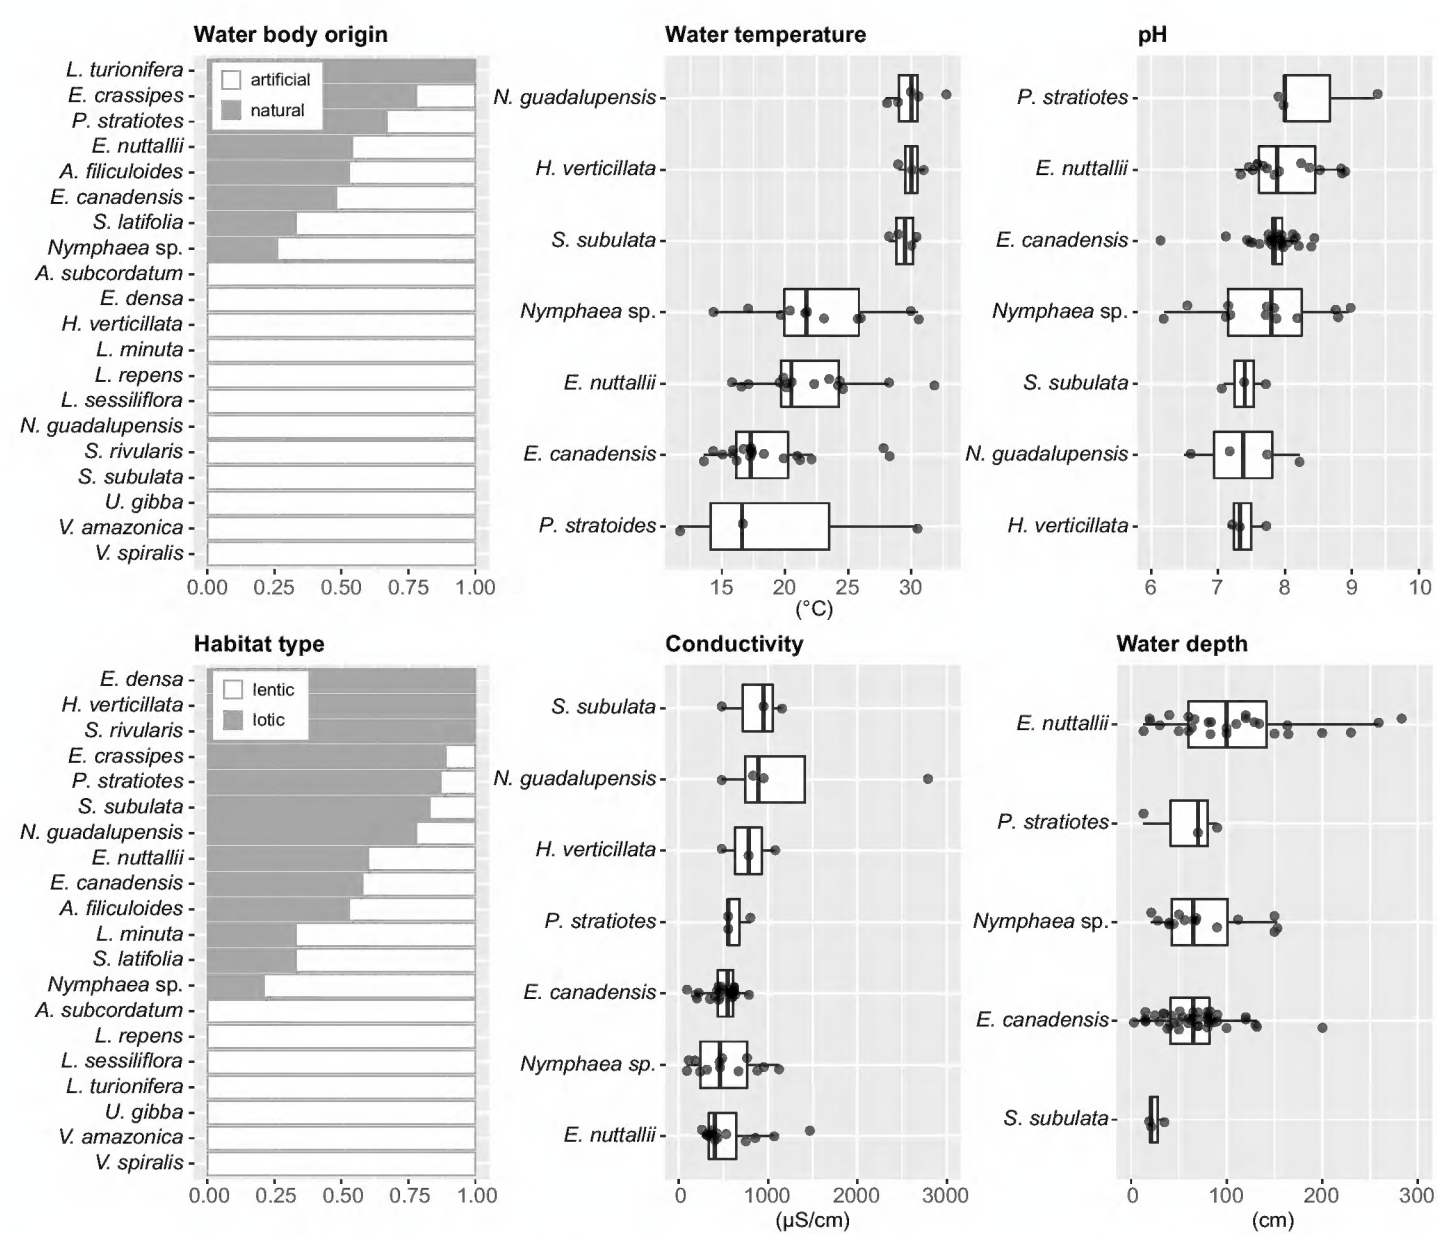 Water body origin
L. turionifera
E. crassipes
P. stratiotes
E. nuttallii
A. filiculoides
E. canadensis
S. latifolia
Nymphaea sp.
A. subcordatum
E. densa
H. verticillata
L. minuta
L. repens
L. sessiliflora
N. guadalupensis
S. rivularis
S. subulata
U. gibba
V. amazonica
V. spiralis
artificial
natural
0.00 0.25 0.50 0.75 1.00
Water temperature
N. guadalupensis
H. verticillata
S. subulata
Nymphaea sp.
E. nuttallii
E. canadensis
P. stratoides
15 20 25 30
(°C)
pH
P. stratiotes
E. nuttallii
E. canadensis
Nymphaea sp.
S. subulata
N. guadalupensis
H. verticillata
6 7 8 9 10
Habitat type
E. densa
H. verticillata
S. rivularis
E. crassipes
P. stratiotes
S. subulata
N. guadalupensis
E. nuttallii
E. canadensis
A. filiculoides
L. minuta
S. latifolia
Nymphaea sp.
A. subcordatum
L. repens
L. sessiliflora
L. turionifera
U. gibba
V. amazonica
V. spiralis
lentic
lotic
0.00 0.25 0.50 0.75 1.00
Conductivity
S. subulata
N. guadalupensis
H. verticillata
P. stratiotes
E. canadensis
Nymphaea sp.
E. nuttallii
0 1000 2000 3000
(µS/cm)
Water depth
E. nuttallii
P. stratiotes
Nymphaea sp.
E. canadensis
S. subulata
0 100 200 300
(cm)